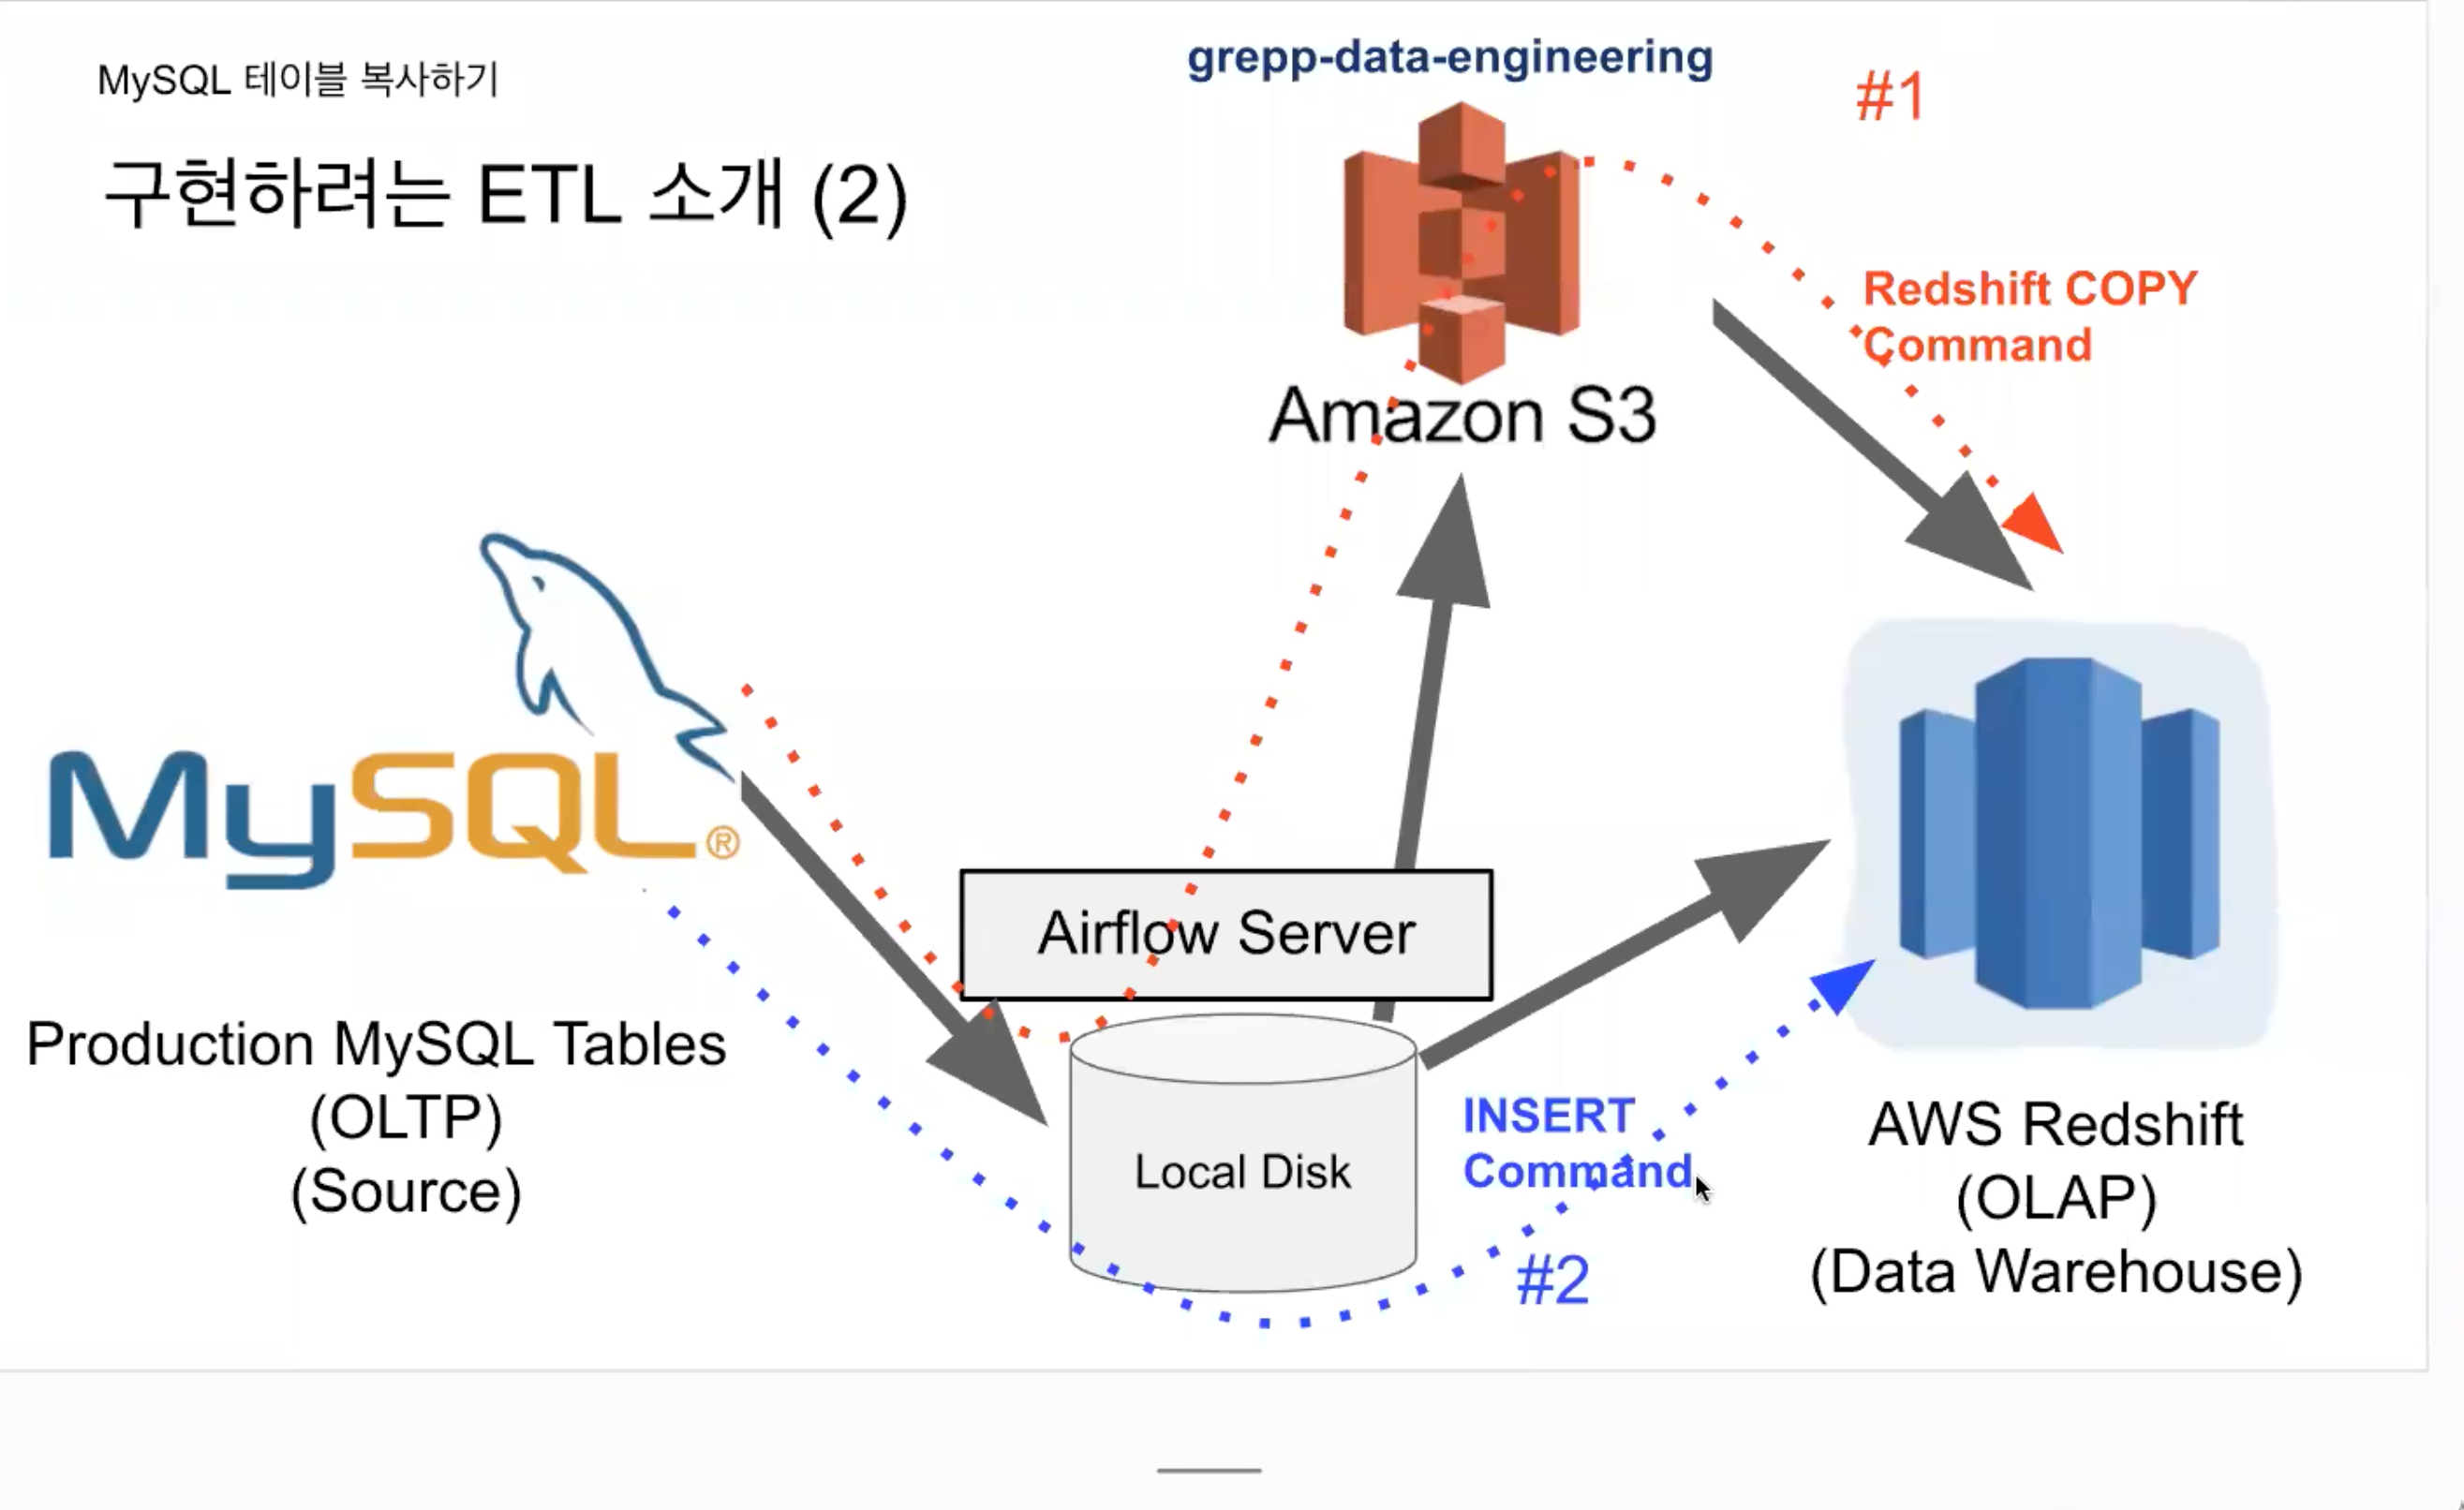 MySQL 테이블 복사하기
구현하려는 ETL 소개 (2)
grepp-data-engineering
#1
Redshift COPY
Command
Amazon S3
MySQL®
Airflow Server
Production MySQL Tables
(OLTP)
(Source)
Local Disk
INSERT
Command
#2
AWS Redshift
(OLAP)
(Data Warehouse)